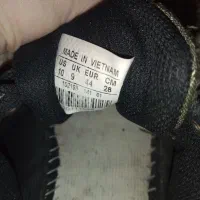 MADE IN VIETNAM
US UK EUR CM
10 9 44 28